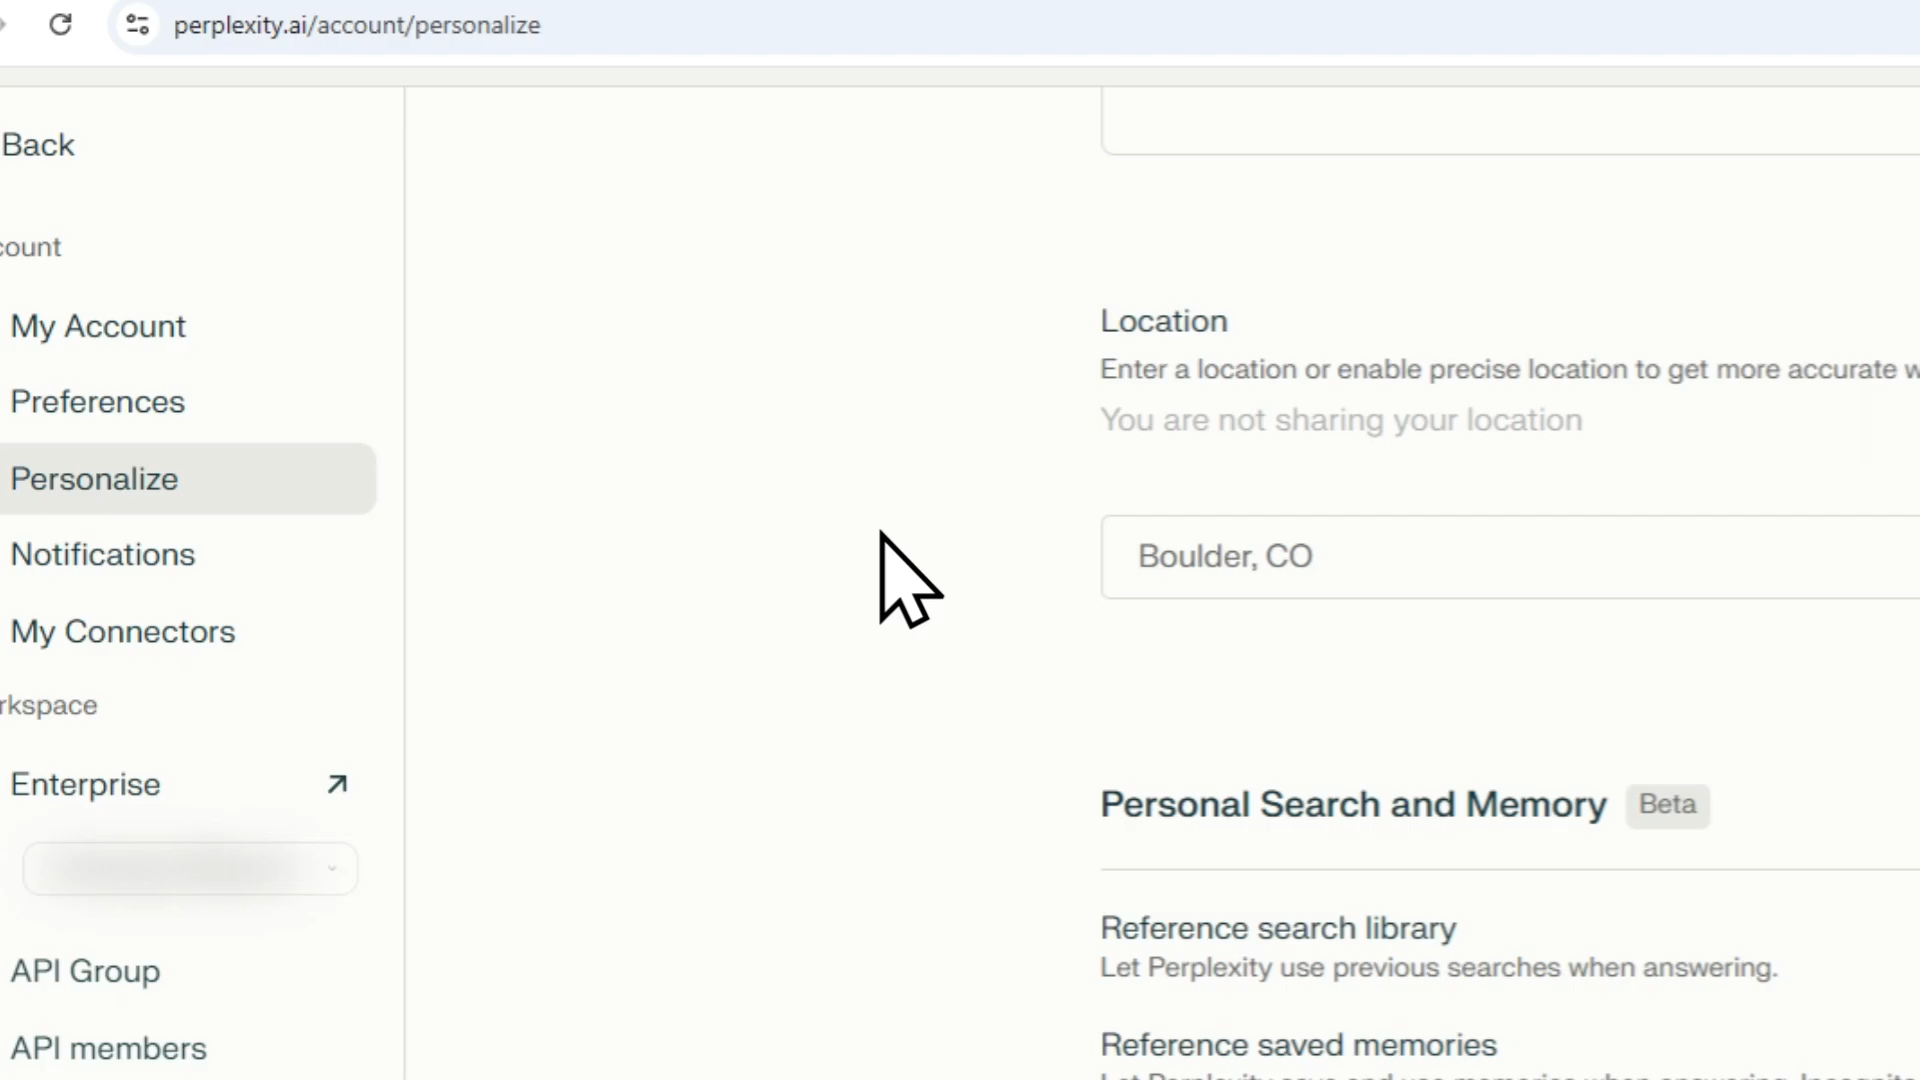 perplexity.ai/account/personalize
Back
count
My Account
Preferences
Personalize
Notifications
My Connectors
rkspace
Enterprise
API Group
API members
Location
Enter a location or enable precise location to get more accurate w
You are not sharing your location
Boulder, CO
Personal Search and Memory Beta
Reference search library
Let Perplexity use previous searches when answering.
Reference saved memories